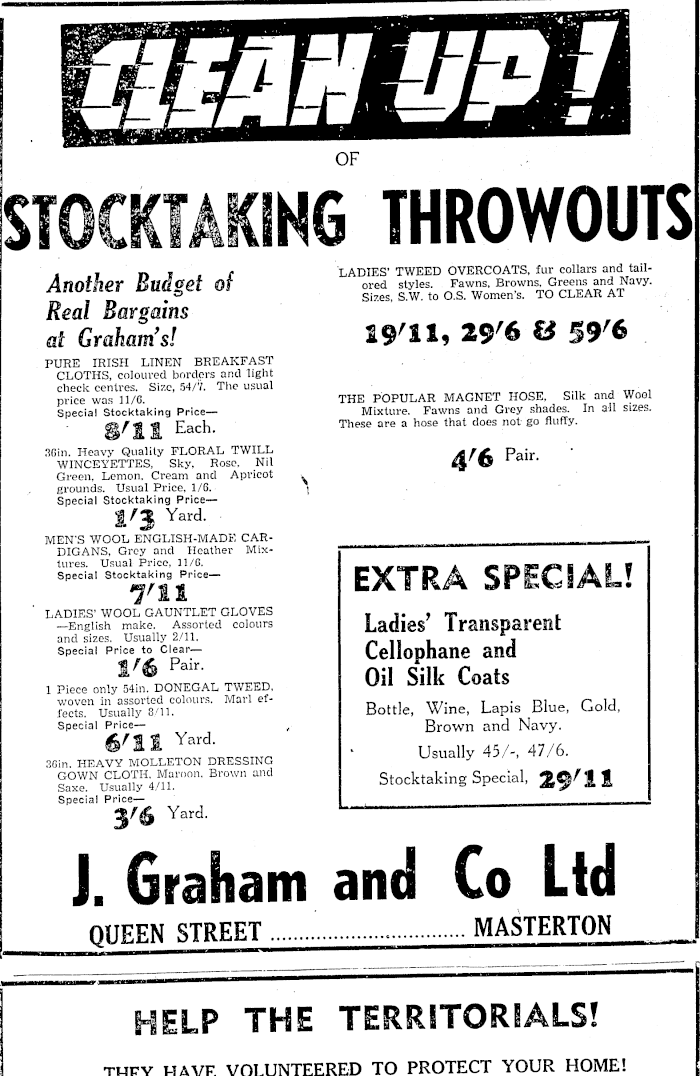 CLEAN UP!
OF
STOCKTAKING THROWOUTS
Another Budget of
Real Bargains
at Graham's!
PURE IRISH LINEN BREAKFAST
CLOTHS, coloured borders and light
check centres. Size, 54/7. The usual
price was 11/6.
Special Stocktaking Price—
8/11 Each.
36in. Heavy Quality FLORAL TWILL
WINCEYETTES, Sky, Rose, Nil
Green, Lemon, Cream and Apricot
grounds. Usual Price, 1/6.
Special Stocktaking Price—
1/3 Yard.
MEN'S WOOL ENGLISH-MADE CAR-
DIGANS, Grey and Heather Mix-
tures. Usual Price, 11/6.
Special Stocktaking Price—
7/11
LADIES' WOOL GAUNTLET GLOVES
—English make. Assorted colours
and sizes. Usually 2/11.
Special Price to Clear—
1/6 Pair.
1 Piece only 54in. DONEGAL TWEED,
woven in assorted colours. Marl ef-
fects. Usually 8/11.
Special Price—
6/11 Yard.
36in. HEAVY MOLLETON DRESSING
GOWN CLOTH, Maroon, Brown and
Saxe. Usually 4/11.
Special Price—
3/6 Yard.
LADIES' TWEED OVERCOATS, fur collars and tail-
ored styles. Fawns, Browns, Greens and Navy.
Sizes, S.W. to O.S. Women's. TO CLEAR AT
19/11, 29/6 & 59/6
THE POPULAR MAGNET HOSE, Silk and Wool
Mixture. Fawns and Grey shades. In all sizes.
These are a hose that does not go fluffy.
4/6 Pair.
EXTRA SPECIAL!
Ladies' Transparent
Cellophane and
Oil Silk Coats
Bottle, Wine, Lapis Blue, Gold,
Brown and Navy.
Usually 45/-, 47/6.
Stocktaking Special, 29/11
J. Graham and Co Ltd
QUEEN STREET ................................. MASTERTON
HELP THE TERRITORIALS!
THEY HAVE VOLUNTEERED TO PROTECT YOUR HOME!